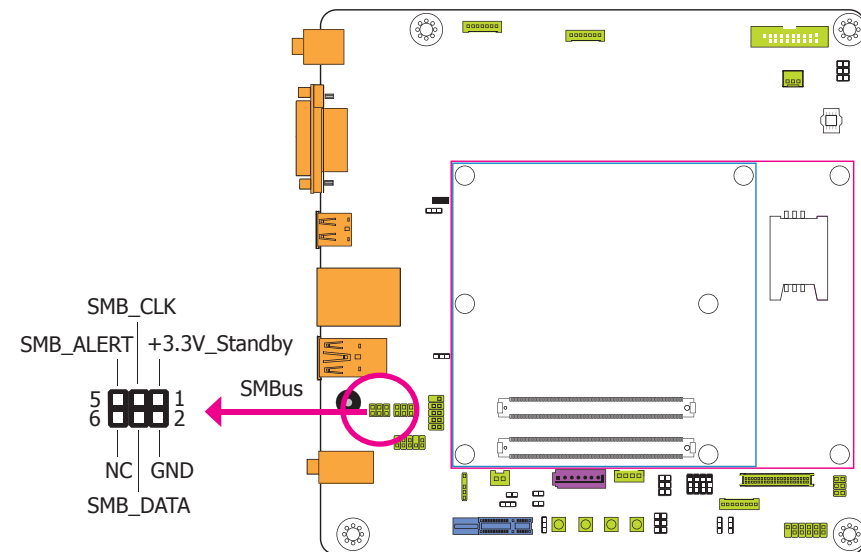 SMB_CLK
SMB_ALERT +3.3V_Standby
SMBus
5 1
6 2
NC GND
SMB_DATA